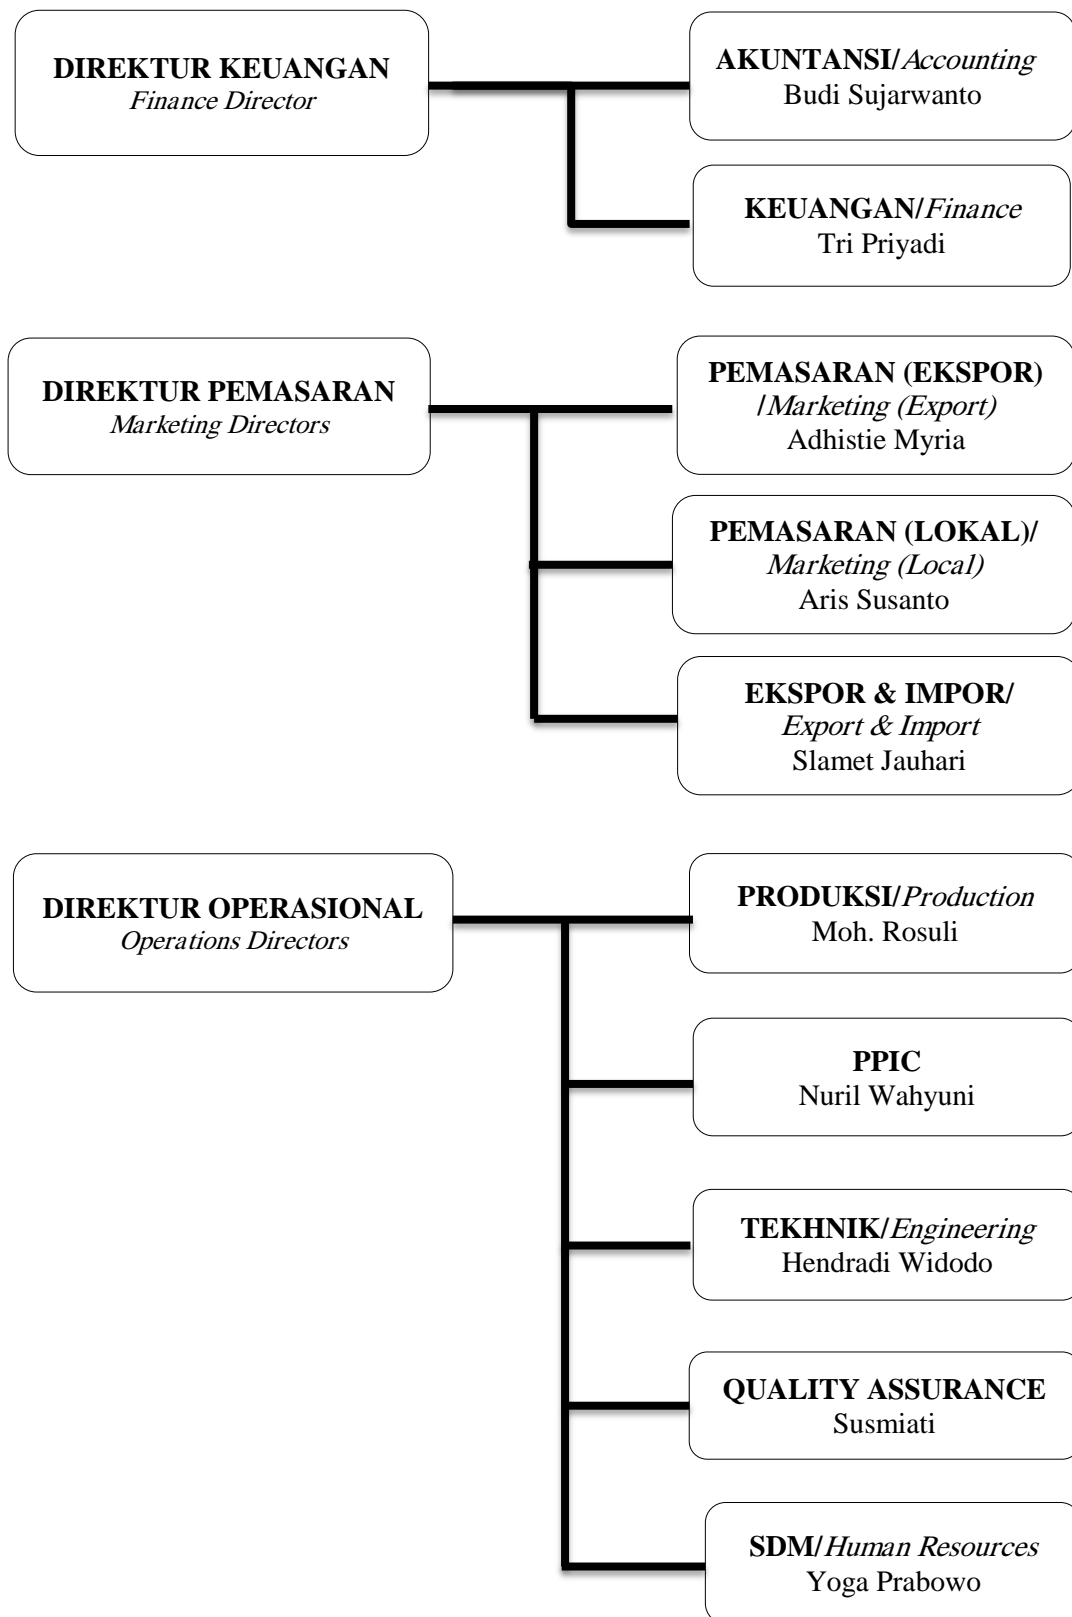 DIREKTUR KEUANGAN
Finance Director
AKUNTANSI/Accounting
Budi Sujarwanto
KEUANGAN/Finance
Tri Priyadi
DIREKTUR PEMASARAN
Marketing Directors
PEMASARAN (EKSPOR)
/Marketing (Export)
Adhistie Myria
PEMASARAN (LOKAL)/
Marketing (Local)
Aris Susanto
EKSPOR & IMPOR/
Export & Import
Slamet Jauhari
DIREKTUR OPERASIONAL
Operations Directors
PRODUKSI/Production
Moh. Rosuli
PPIC
Nuril Wahyuni
TEKHNIK/Engineering
Hendradi Widodo
QUALITY ASSURANCE
Susmiati
SDM/Human Resources
Yoga Prabowo